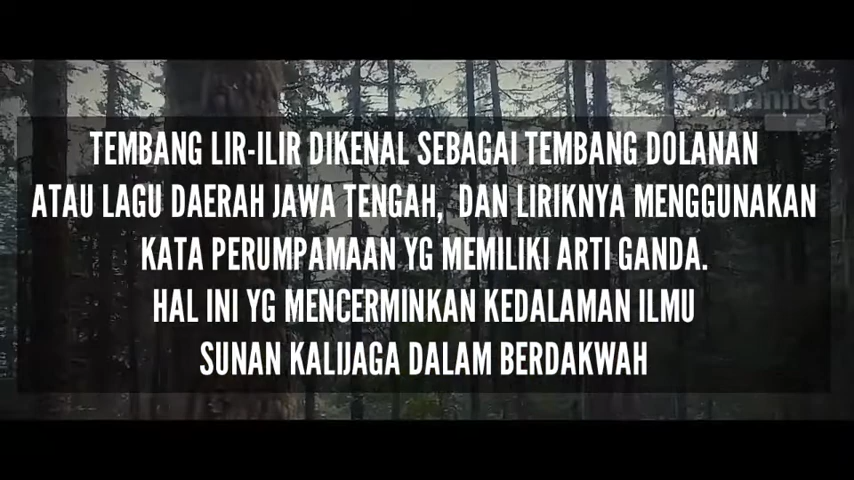 TEMBANG LIR-ILIR DIKENAL SEBAGAI TEMBANG DOLANAN
ATAU LAGU DAERAH JAWA TENGAH, DAN LIRIKNYA MENGGUNAKAN
KATA PERUMPAMAAN YG MEMILIKI ARTI GANDA.
HAL INI YG MENCERMINKAN KEDALAMAN ILMU
SUNAN KALIJAGA DALAM BERDAKWAH